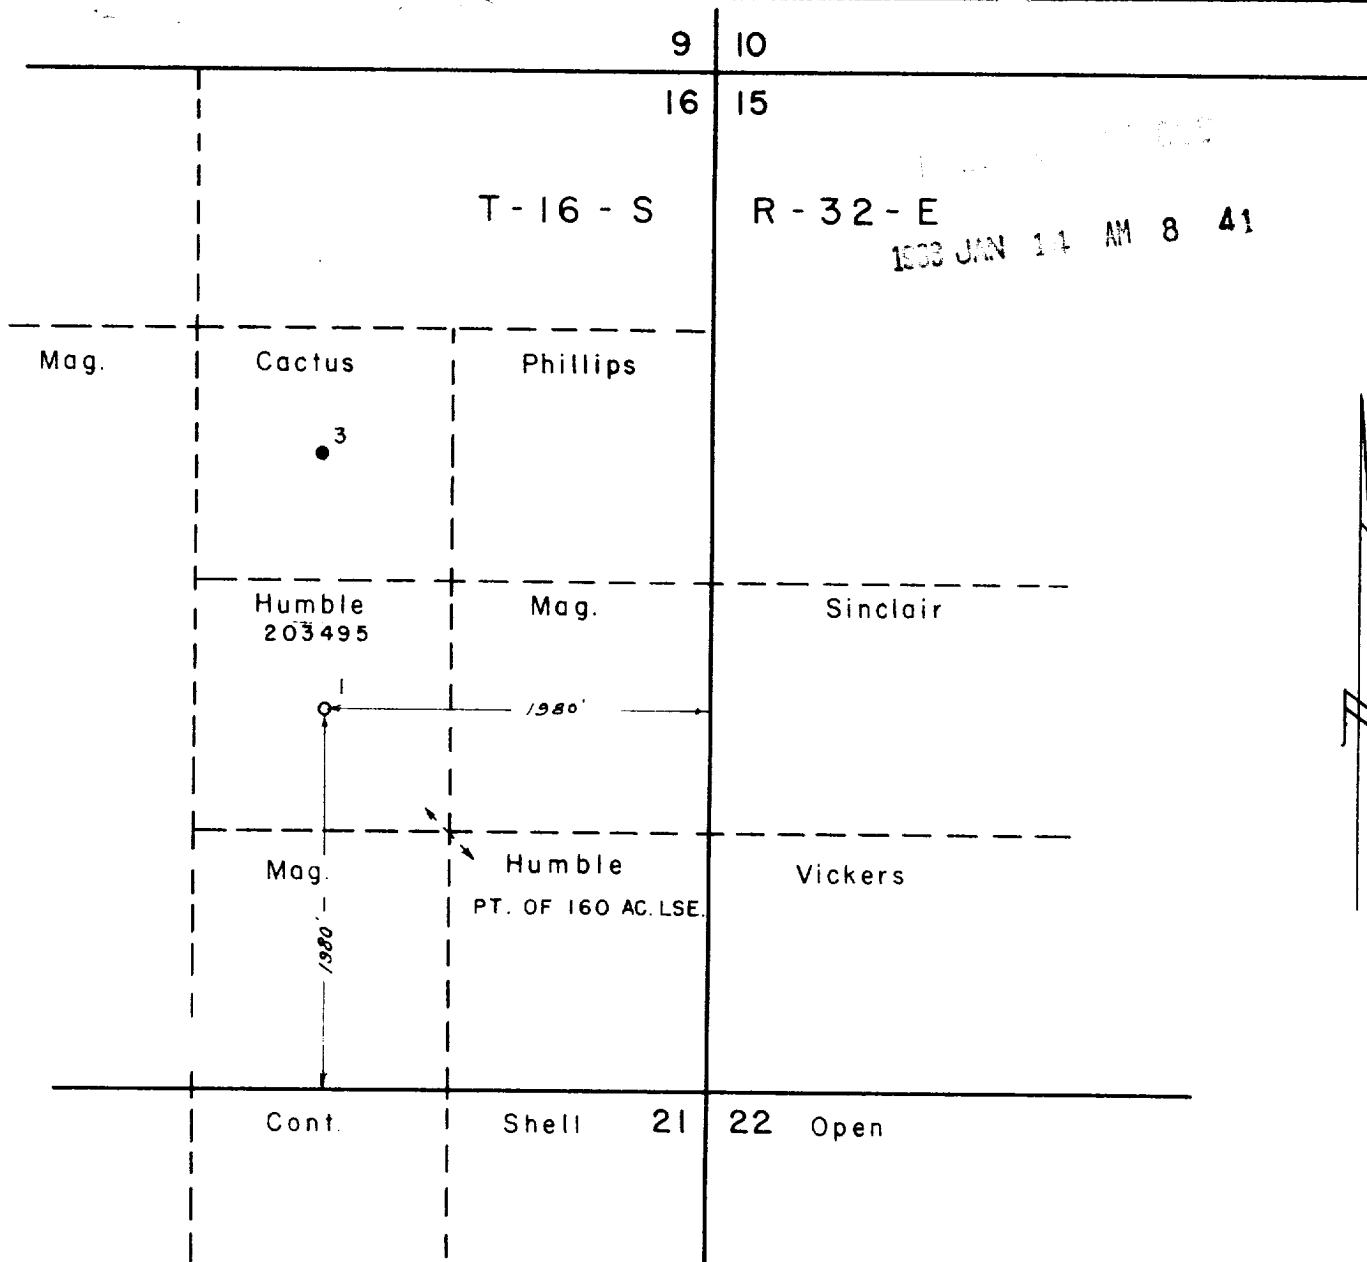 9 10
16 15
T-16-S R-32-E
JAN 14 AM 8 41
Mag. Cactus Phillips
3
Humble Mag. Sinclair
203495
1
1980'
Mag. Humble Vickers
PT. OF 160 AC. LSE.
1980'
Cont. Shell 21 22 Open